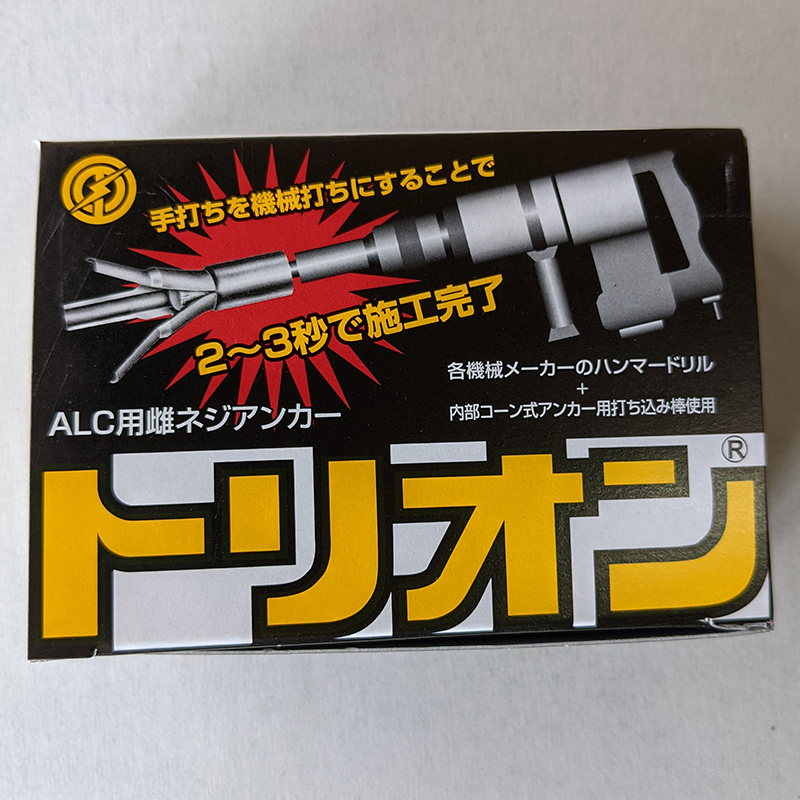 手打ちを機械打ちにすることで
2〜3秒で施工完了
各機械メーカーのハンマードリル
+
内部コーン式アンカー用打ち込み棒使用
ALC用雌ネジアンカー
トリオン®